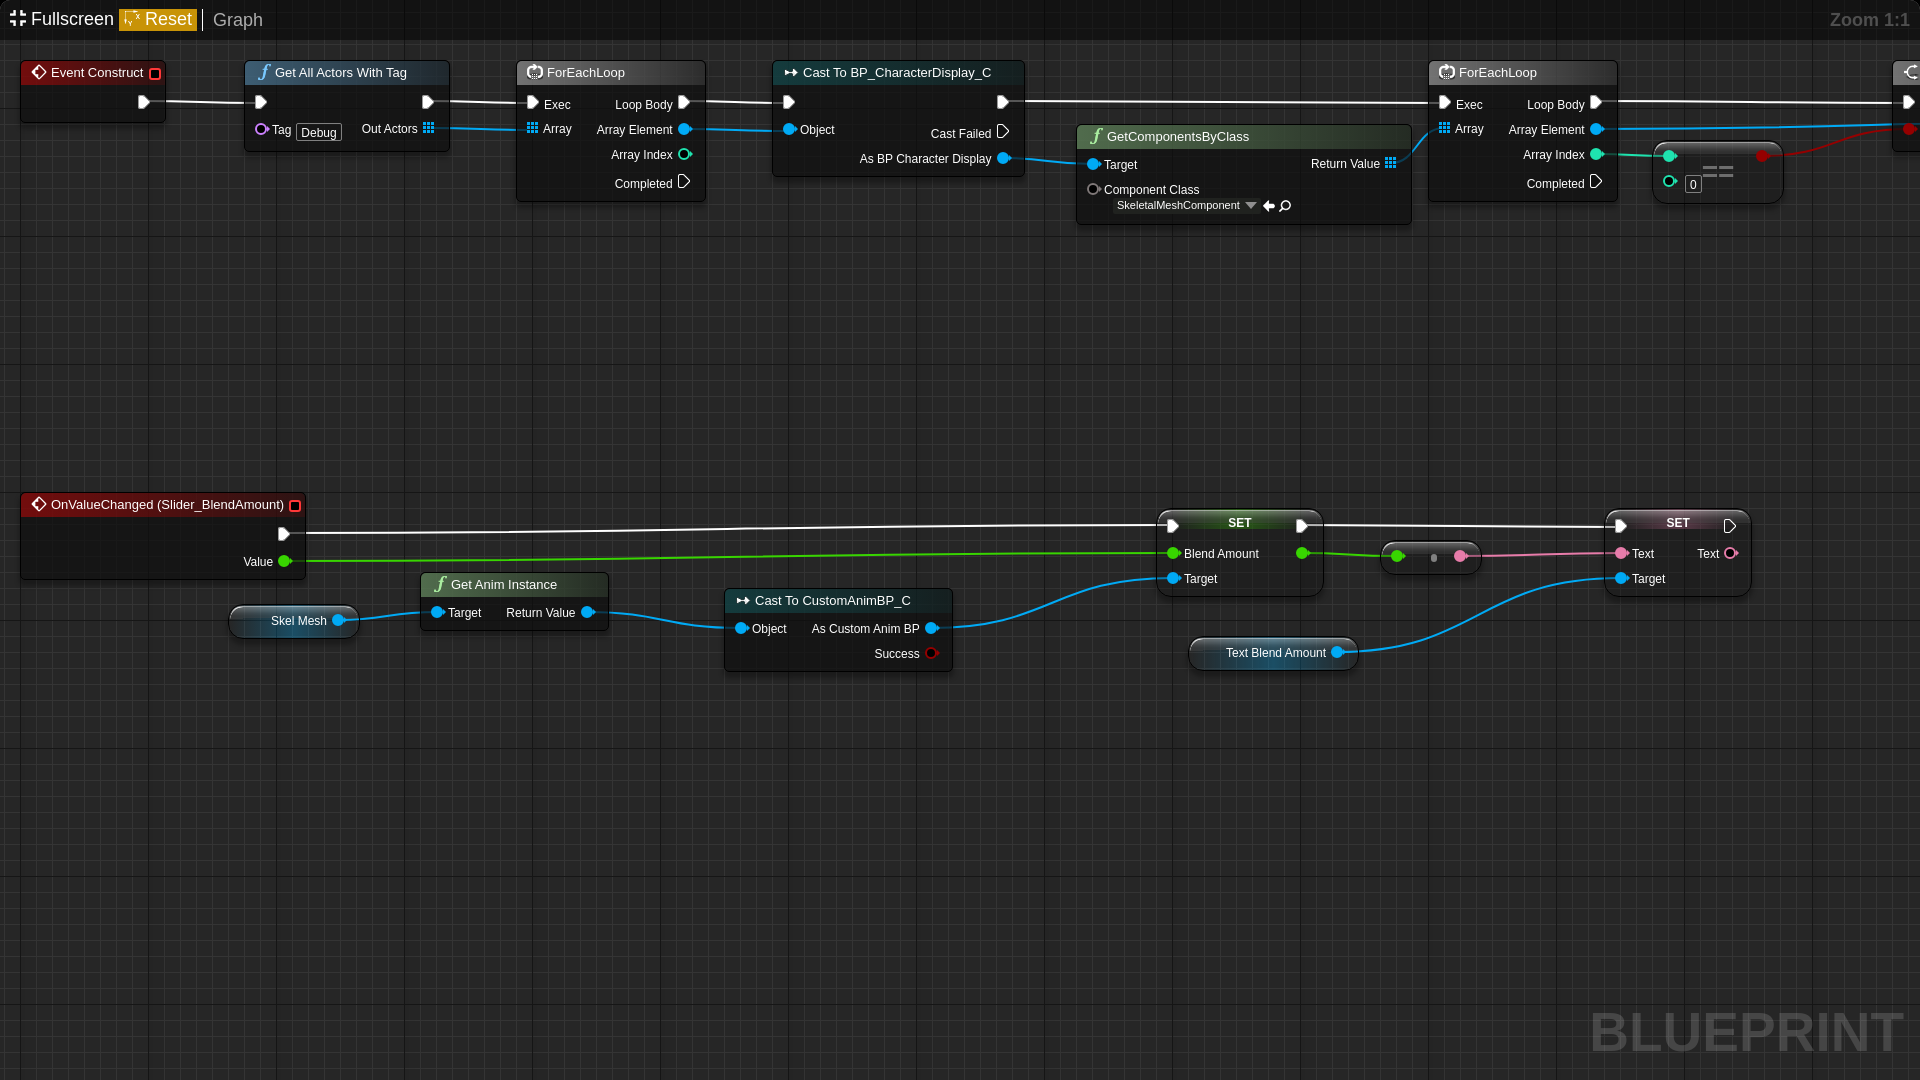 Fullscreen Reset Graph Zoom 1:1
Event Construct
Get All Actors With Tag
Tag Debug Out Actors
ForEachLoop
Exec Loop Body
Array Array Element
Array Index
Completed
Cast To BP_CharacterDisplay_C
Object
Cast Failed
As BP Character Display
GetComponentsByClass
Target Return Value
Component Class
SkeletalMeshComponent
ForEachLoop
Exec Loop Body
Array Array Element
Array Index
Completed
==
0
OnValueChanged (Slider_BlendAmount)
Value
Skel Mesh
Get Anim Instance
Target Return Value
Cast To CustomAnimBP_C
Object As Custom Anim BP
Success
SET
Blend Amount
Target
Text Blend Amount
SET
Text Text
Target
BLUEPRINT